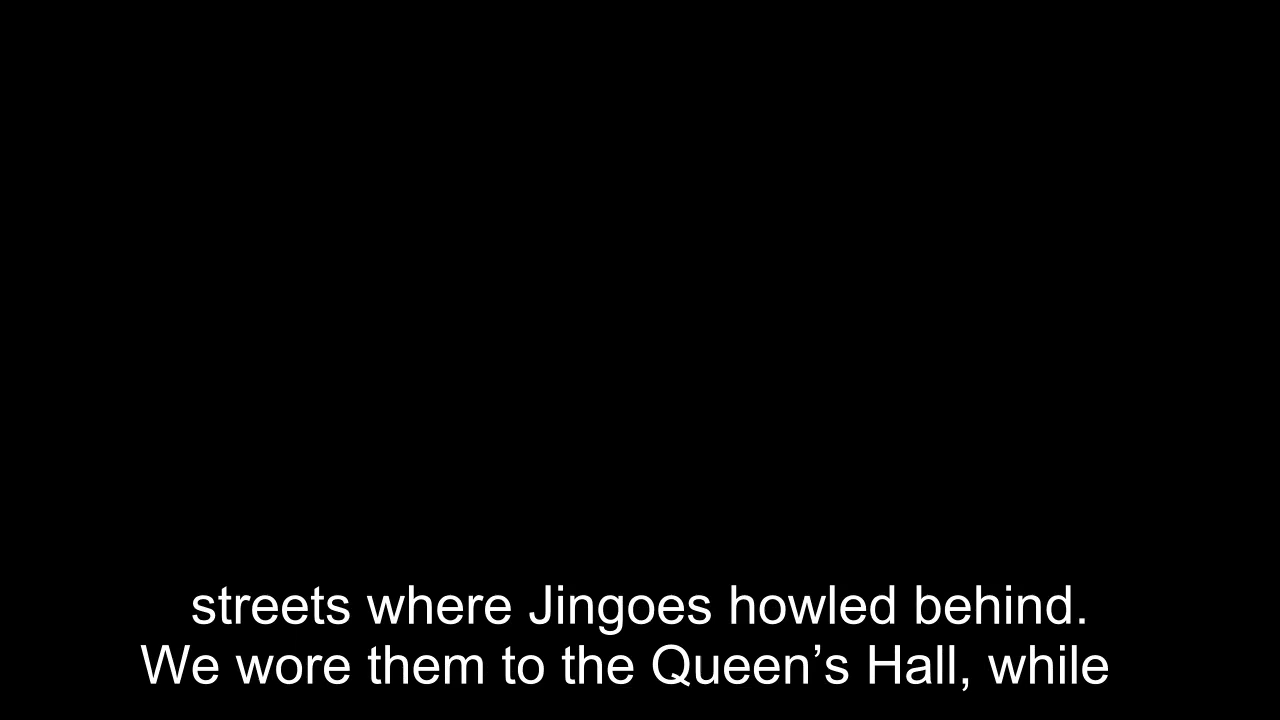 streets where Jingoes howled behind.
We wore them to the Queen’s Hall, while